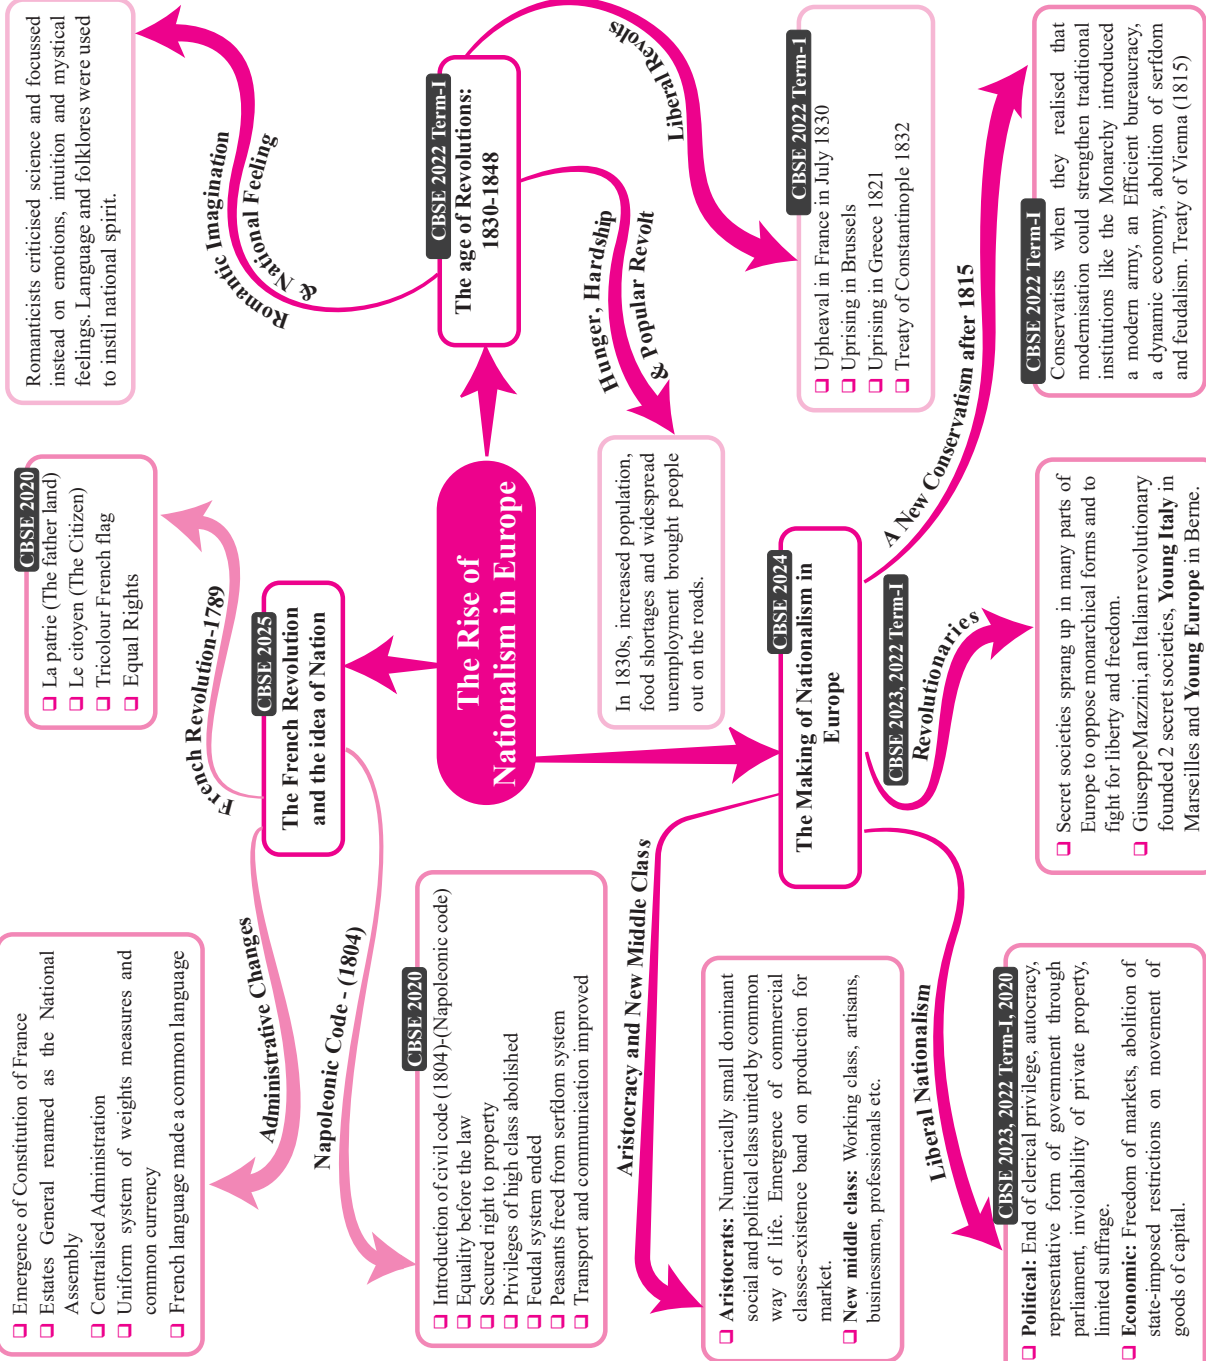 Emergence of Constitution of France
Estates General renamed as the National
Assembly
Centralised Administration
Uniform system of weights measures and
common currency
French language made a common language
Administrative Changes
French Revolution-1789
CBSE 2020
La patrie (The father land)
Le citoyen (The Citizen)
Tricolour French flag
Equal Rights
Romanticists criticised science and focussed
instead on emotions, intuition and mystical
feelings. Language and folklores were used
to instil national spirit.
Romantic Imagination
& National Feeling
CBSE 2025
The French Revolution
and the idea of Nation
Napoleonic Code - (1804)
CBSE 2020
Introduction of civil code (1804)-(Napoleonic code)
Equality before the law
Secured right to property
Privileges of high class abolished
Feudal system ended
Peasants freed from serfdom system
Transport and communication improved
The Rise of
Nationalism in Europe
CBSE 2022 Term-I
The age of Revolutions:
1830-1848
Liberal Revolts
Hunger, Hardship
& Popular Revolt
In 1830s, increased population,
food shortages and widespread
unemployment brought people
out on the roads.
CBSE 2022 Term-1
Upheaval in France in July 1830
Uprising in Brussels
Uprising in Greece 1821
Treaty of Constantinople 1832
Aristocracy and New Middle Class
Aristocrats: Numerically small dominant
social and political class united by common
way of life. Emergence of commercial
classes-existence band on production for
market.
New middle class: Working class, artisans,
businessmen, professionals etc.
CBSE 2024
The Making of Nationalism in
Europe
Liberal Nationalism
CBSE 2023, 2022 Term-I, 2020
Political: End of clerical privilege, autocracy,
representative form of government through
parliament, inviolability of private property,
limited suffrage.
Economic: Freedom of markets, abolition of
state-imposed restrictions on movement of
goods of capital.
CBSE 2023, 2022 Term-I
Revolutionaries
Secret societies sprang up in many parts of
Europe to oppose monarchical forms and to
fight for liberty and freedom.
Giuseppe Mazzini, an Italian revolutionary
founded 2 secret societies, Young Italy in
Marseilles and Young Europe in Berne.
A New Conservatism after 1815
CBSE 2022 Term-I
Conservatists when they realised that
modernisation could strengthen traditional
institutions like the Monarchy introduced
a modern army, an Efficient bureaucracy,
a dynamic economy, abolition of serfdom
and feudalism. Treaty of Vienna (1815)